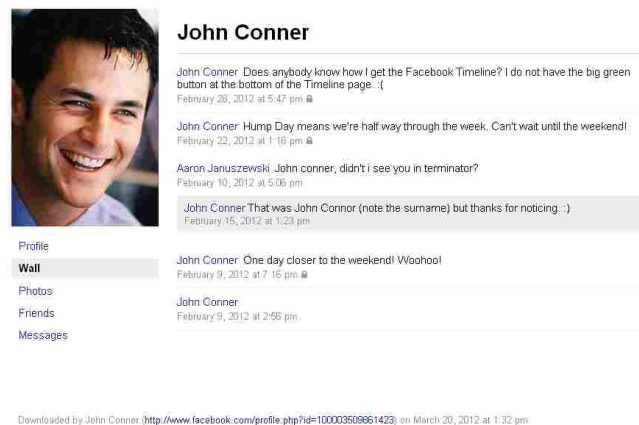 John Conner
John Conner Does anybody know how I get the Facebook Timeline? I do not have the big green
button at the bottom of the Timeline page. :(
February 26, 2012 at 5:47 pm
John Conner Hump Day means we're half way through the week. Can't wait until the weekend!
February 22, 2012 at 1:16 pm
Aaron Januszewski John conner, didn't i see you in terminator?
February 10, 2012 at 5:06 pm
John Conner That was John Connor (note the surname) but thanks for noticing. :)
February 15, 2012 at 1:23 pm
John Conner One day closer to the weekend! Woohoo!
February 9, 2012 at 7:16 pm
John Conner
February 9, 2012 at 2:56 pm
Profile
Wall
Photos
Friends
Messages
Downloaded by John Conner (http://www.facebook.com/profile.php?id=100003509861423) on March 20, 2012 at 1:32 pm